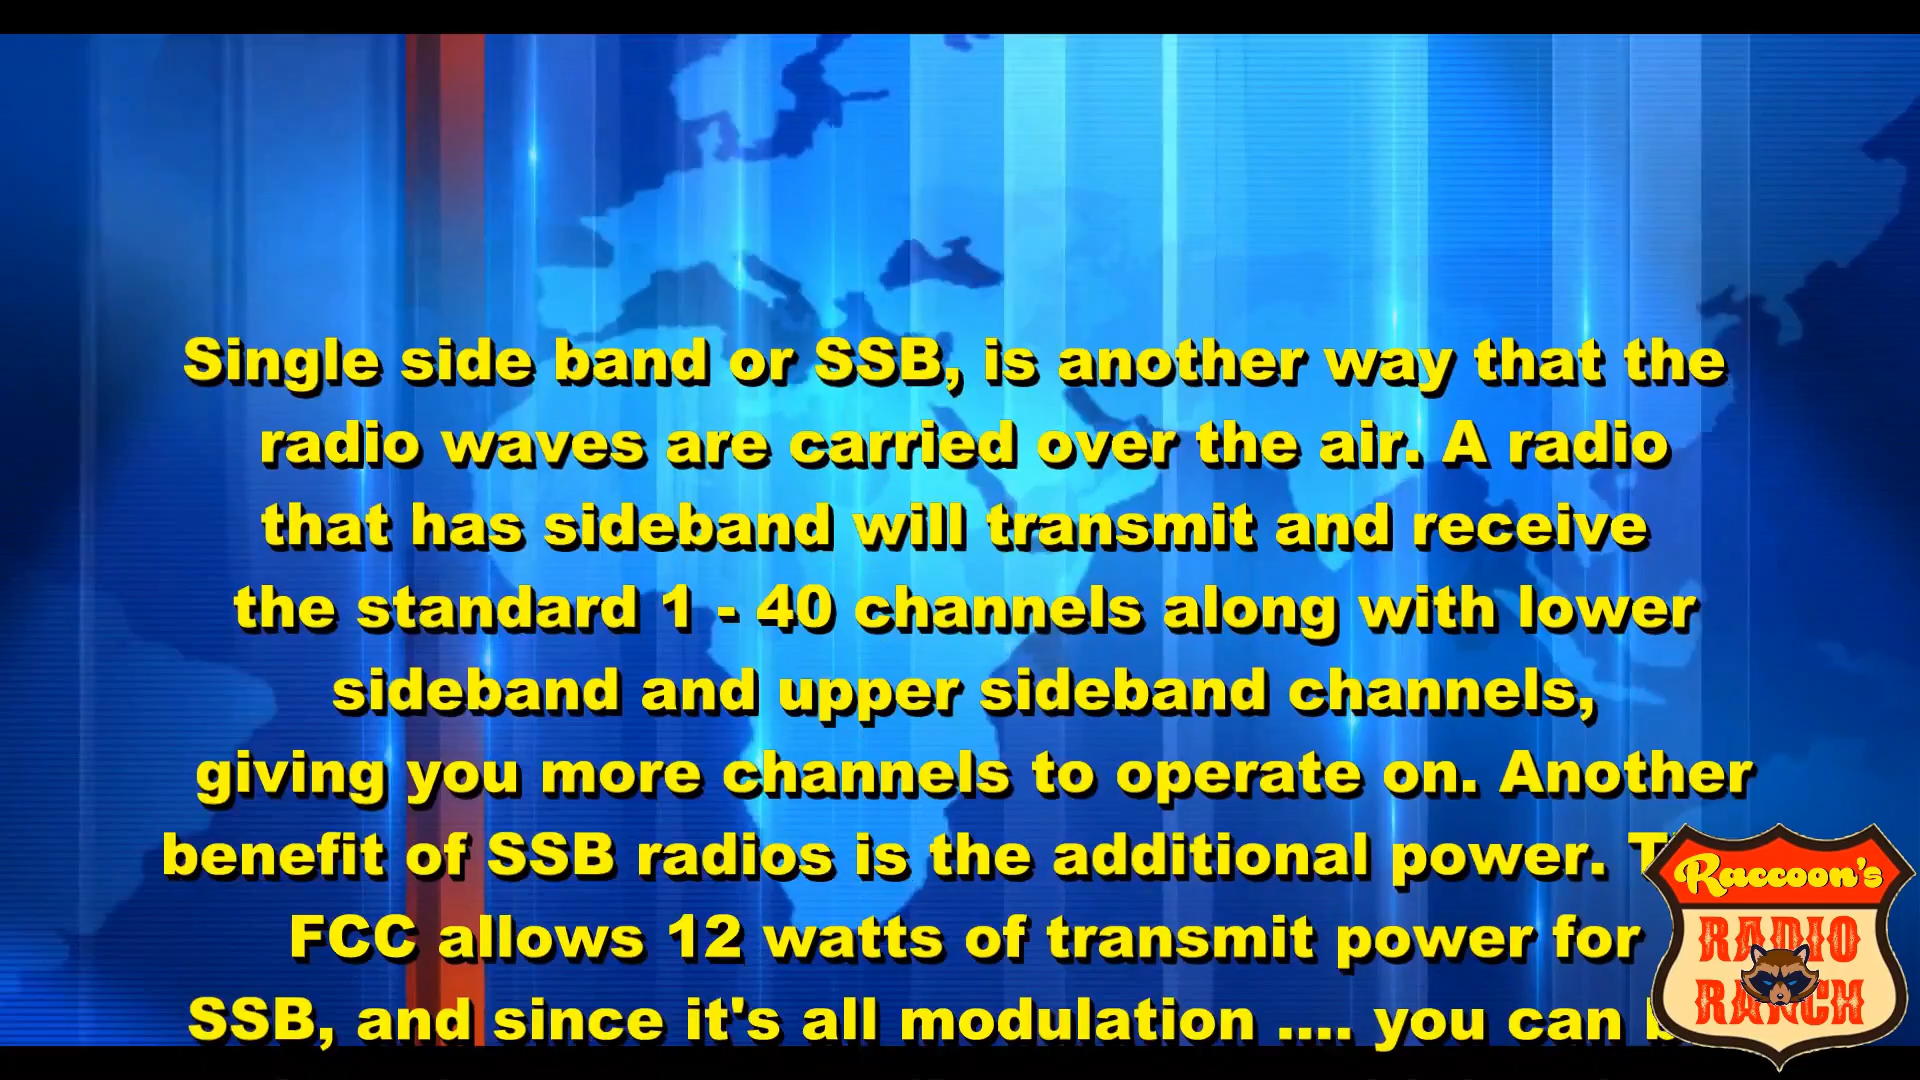 Single side band or SSB, is another way that the
radio waves are carried over the air. A radio
that has sideband will transmit and receive
the standard 1 - 40 channels along with lower
sideband and upper sideband channels,
giving you more channels to operate on. Another
benefit of SSB radios is the additional power.
FCC allows 12 watts of transmit power for
SSB, and since it's all modulation .... you can
Raccoon's
RADIO
RANCH